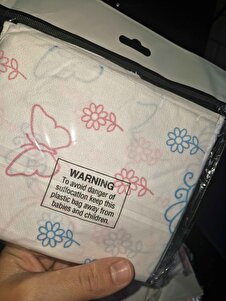 WARNING
To avoid danger of
suffocation keep this
plastic bag away from
babies and children.